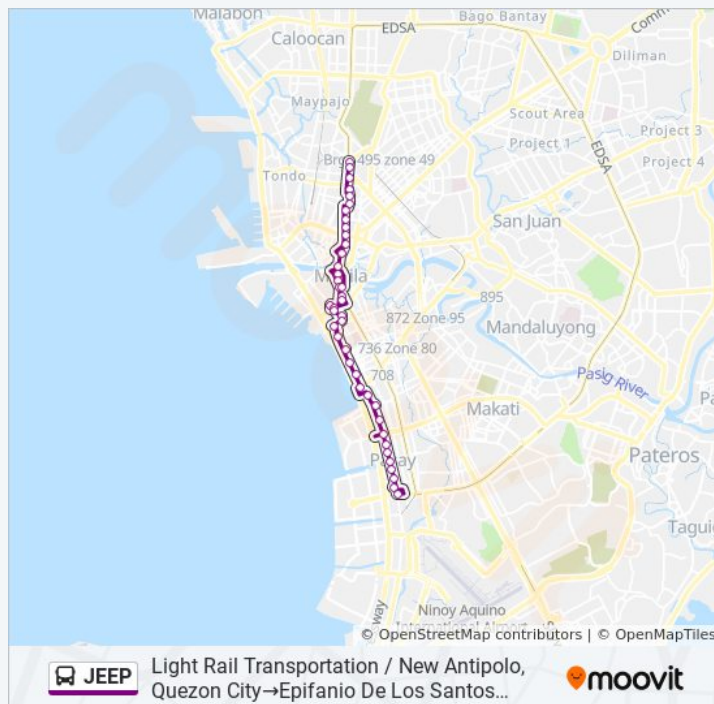 Malabon
Bago Bantay
EDSA
Caloocan
Diliman
Maypajo
Scout Area
EDSA
Project 3
Project 1
Brgy 495 zone 49
Project 4
Tondo
San Juan
Manila
895
872 Zone 95
Mandaluyong
736 Zone 80
708
Pasig River
Makati
Pasay
Pateros
Ninoy Aquino
© OpenStreetMap contributors | © OpenMapTiles
JEEP
Light Rail Transportation / New Antipolo,
Quezon City→Epifanio De Los Santos...
moovit